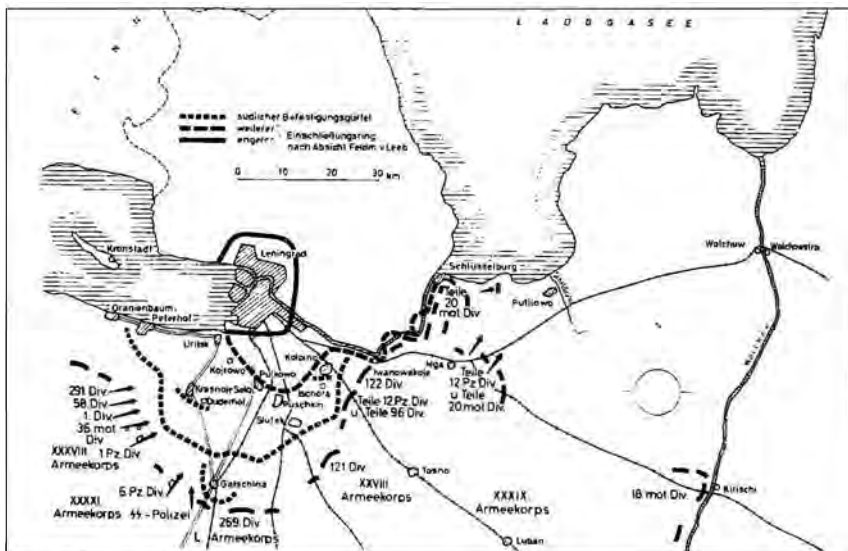 LADOGASEE
südlicher Befestigungsgürtel
weiterer
engerer
Einschließungsring
nach Absicht Feldm. v Leeb
0 10 20 30
km
Kronstadt
Leningrad
Schlüsselburg
Wolchow
Wolchowstroi
Oranienbaum
Peterhof
Teile
20
mot Div.
Putilowo
Uritsk
Kolpino
Iwanowskoje
Mga
Wolchow
Koirowo
Pulkowo
122 Div.
Teile
12 Pz. Div
u Teile
20 mot Div.
Teile 12 Pz. Div
u. Teile 96 Div.
291. Div.
58. Div.
1. Div.
36 mot
Div
1 Pz. Div
XXXVIII
Armeekorps
Krasnoje Selo
Duderhof
Puschkin
Sluzk
121 Div.
XXVIII
Armeekorps
Tosno
XXXIX.
Armeekorps
18 mot Div.
Kirischi
6 Pz. Div.
Gatschina
XXXXI.
Armeekorps
SS-Polizei
269. Div
L
Armeekorps
Luban
I